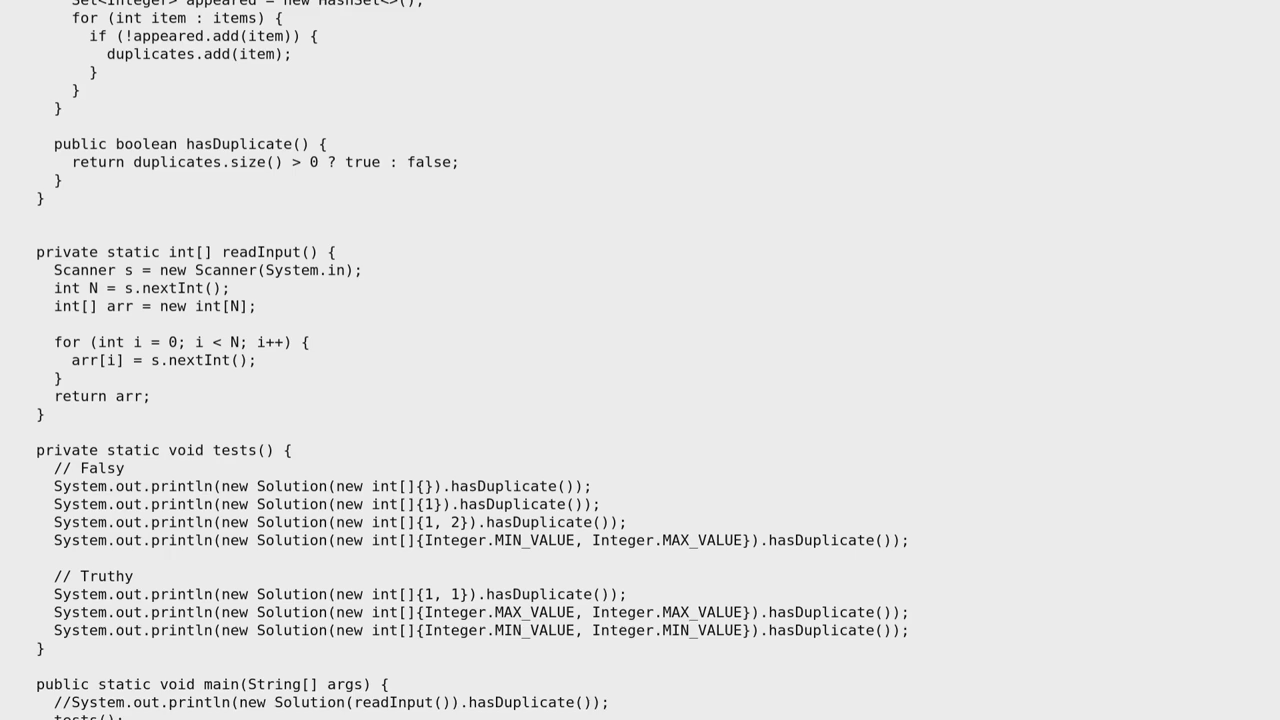 Set<Integer> appeared = new HashSet<>();
for (int item : items) {
if (!appeared.add(item)) {
duplicates.add(item);
}
}
}
public boolean hasDuplicate() {
return duplicates.size() > 0 ? true : false;
}
}
private static int[] readInput() {
Scanner s = new Scanner(System.in);
int N = s.nextInt();
int[] arr = new int[N];
for (int i = 0; i < N; i++) {
arr[i] = s.nextInt();
}
return arr;
}
private static void tests() {
// Falsy
System.out.println(new Solution(new int[]{}).hasDuplicate());
System.out.println(new Solution(new int[]{1}).hasDuplicate());
System.out.println(new Solution(new int[]{1, 2}).hasDuplicate());
System.out.println(new Solution(new int[]{Integer.MIN_VALUE, Integer.MAX_VALUE}).hasDuplicate());
// Truthy
System.out.println(new Solution(new int[]{1, 1}).hasDuplicate());
System.out.println(new Solution(new int[]{Integer.MAX_VALUE, Integer.MAX_VALUE}).hasDuplicate());
System.out.println(new Solution(new int[]{Integer.MIN_VALUE, Integer.MIN_VALUE}).hasDuplicate());
}
public static void main(String[] args) {
//System.out.println(new Solution(readInput()).hasDuplicate());
tests();